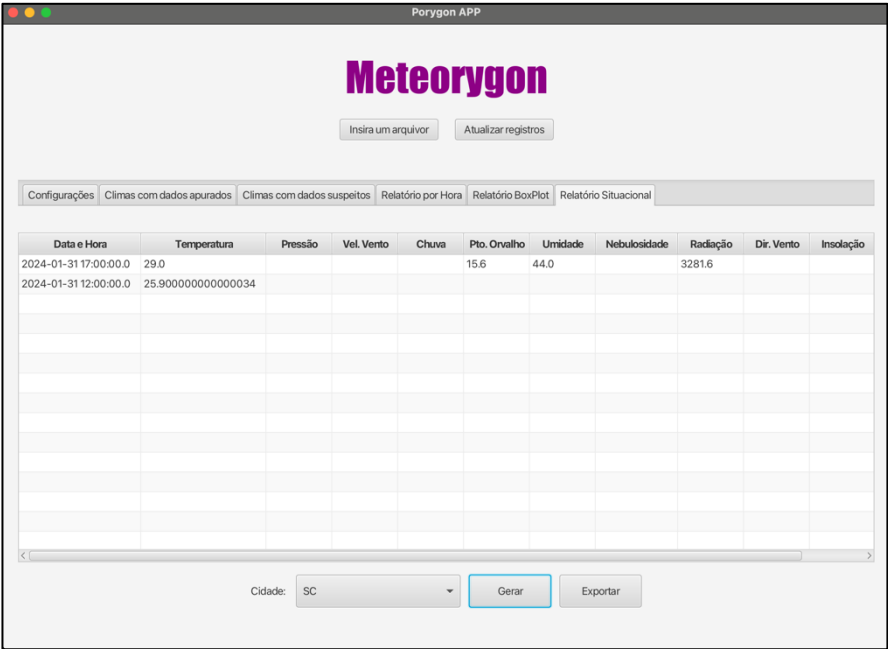 Porygon APP
Meteorygon
Insira um arquivo Atualizar registros
Configurações Climas com dados apurados Climas com dados suspeitos Relatório por Hora Relatório BoxPlot Relatório Situacional
Data e Hora Temperatura Pressão Vel. Vento Chuva Pto. Orvalho Umidade Nebulosidade Radiação Dir. Vento Insolação
2024-01-31 17:00:00.0 29.0 15.6 44.0 3281.6
2024-01-31 12:00:00.0 25.900000000000034
Cidade: SC Gerar Exportar